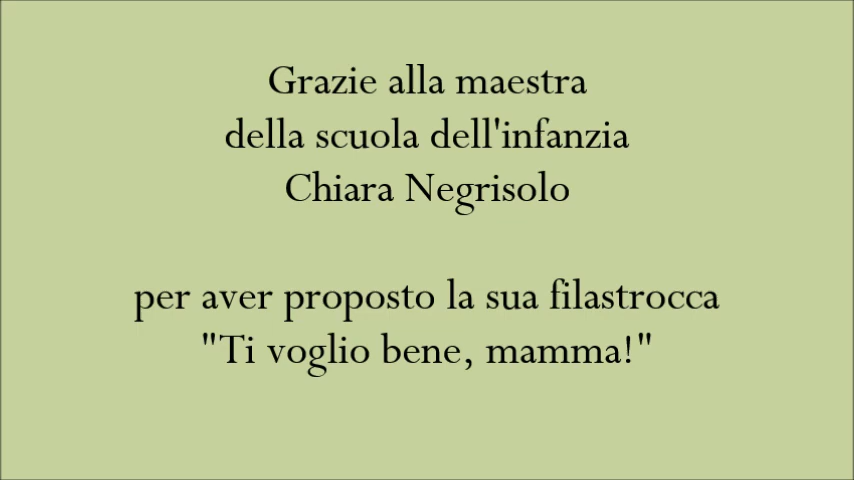 Grazie alla maestra
della scuola dell'infanzia
Chiara Negrisolo
per aver proposto la sua filastrocca
"Ti voglio bene, mamma!"